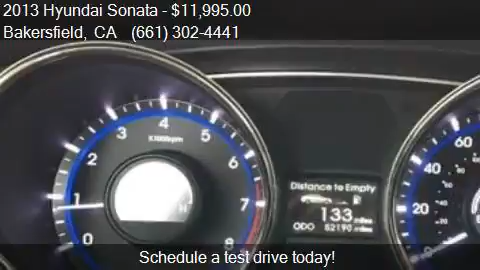 2013 Hyundai Sonata - $11,995.00
Bakersfield, CA (661) 302-4441
0
1
2
3
4
5
6
7
8
x1000rpm
H
Distance to Empty
133 miles
ODO 52190 miles
20
40
60
Schedule a test drive today!